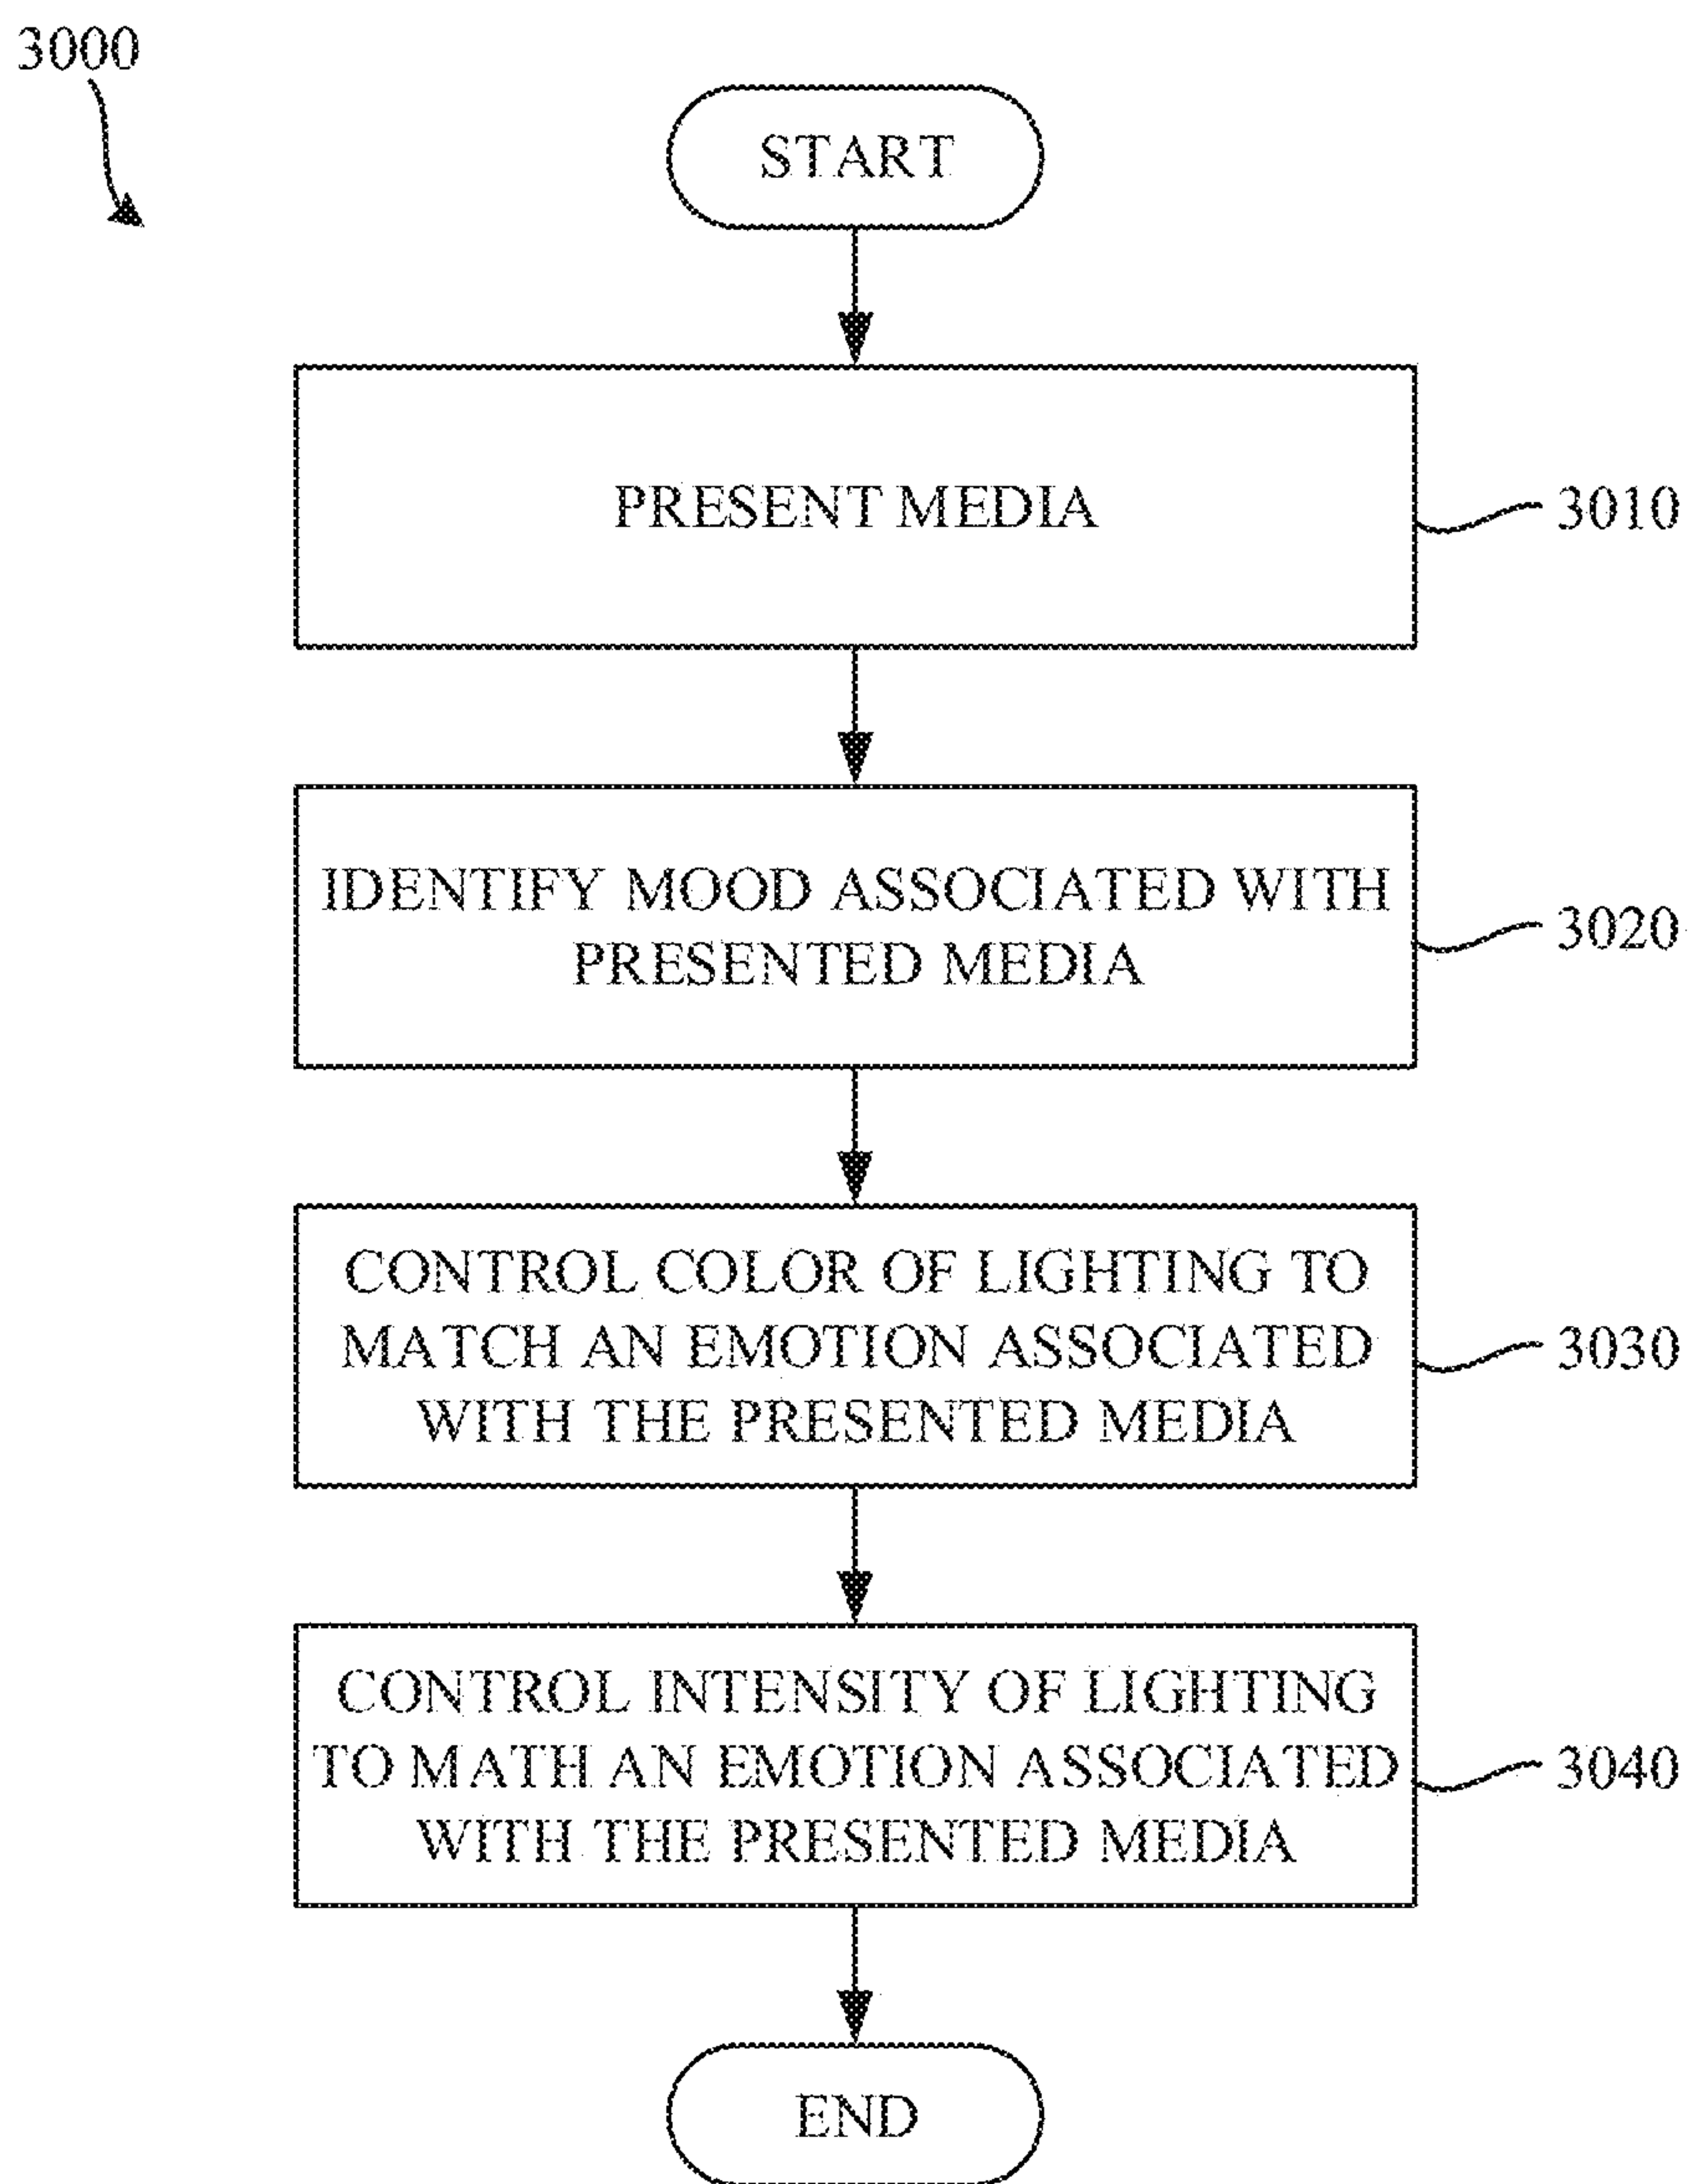 3000
START
PRESENT MEDIA
3010
IDENTIFY MOOD ASSOCIATED WITH
PRESENTED MEDIA
3020
CONTROL COLOR OF LIGHTING TO
MATCH AN EMOTION ASSOCIATED
WITH THE PRESENTED MEDIA
3030
CONTROL INTENSITY OF LIGHTING
TO MATH AN EMOTION ASSOCIATED
WITH THE PRESENTED MEDIA
3040
END